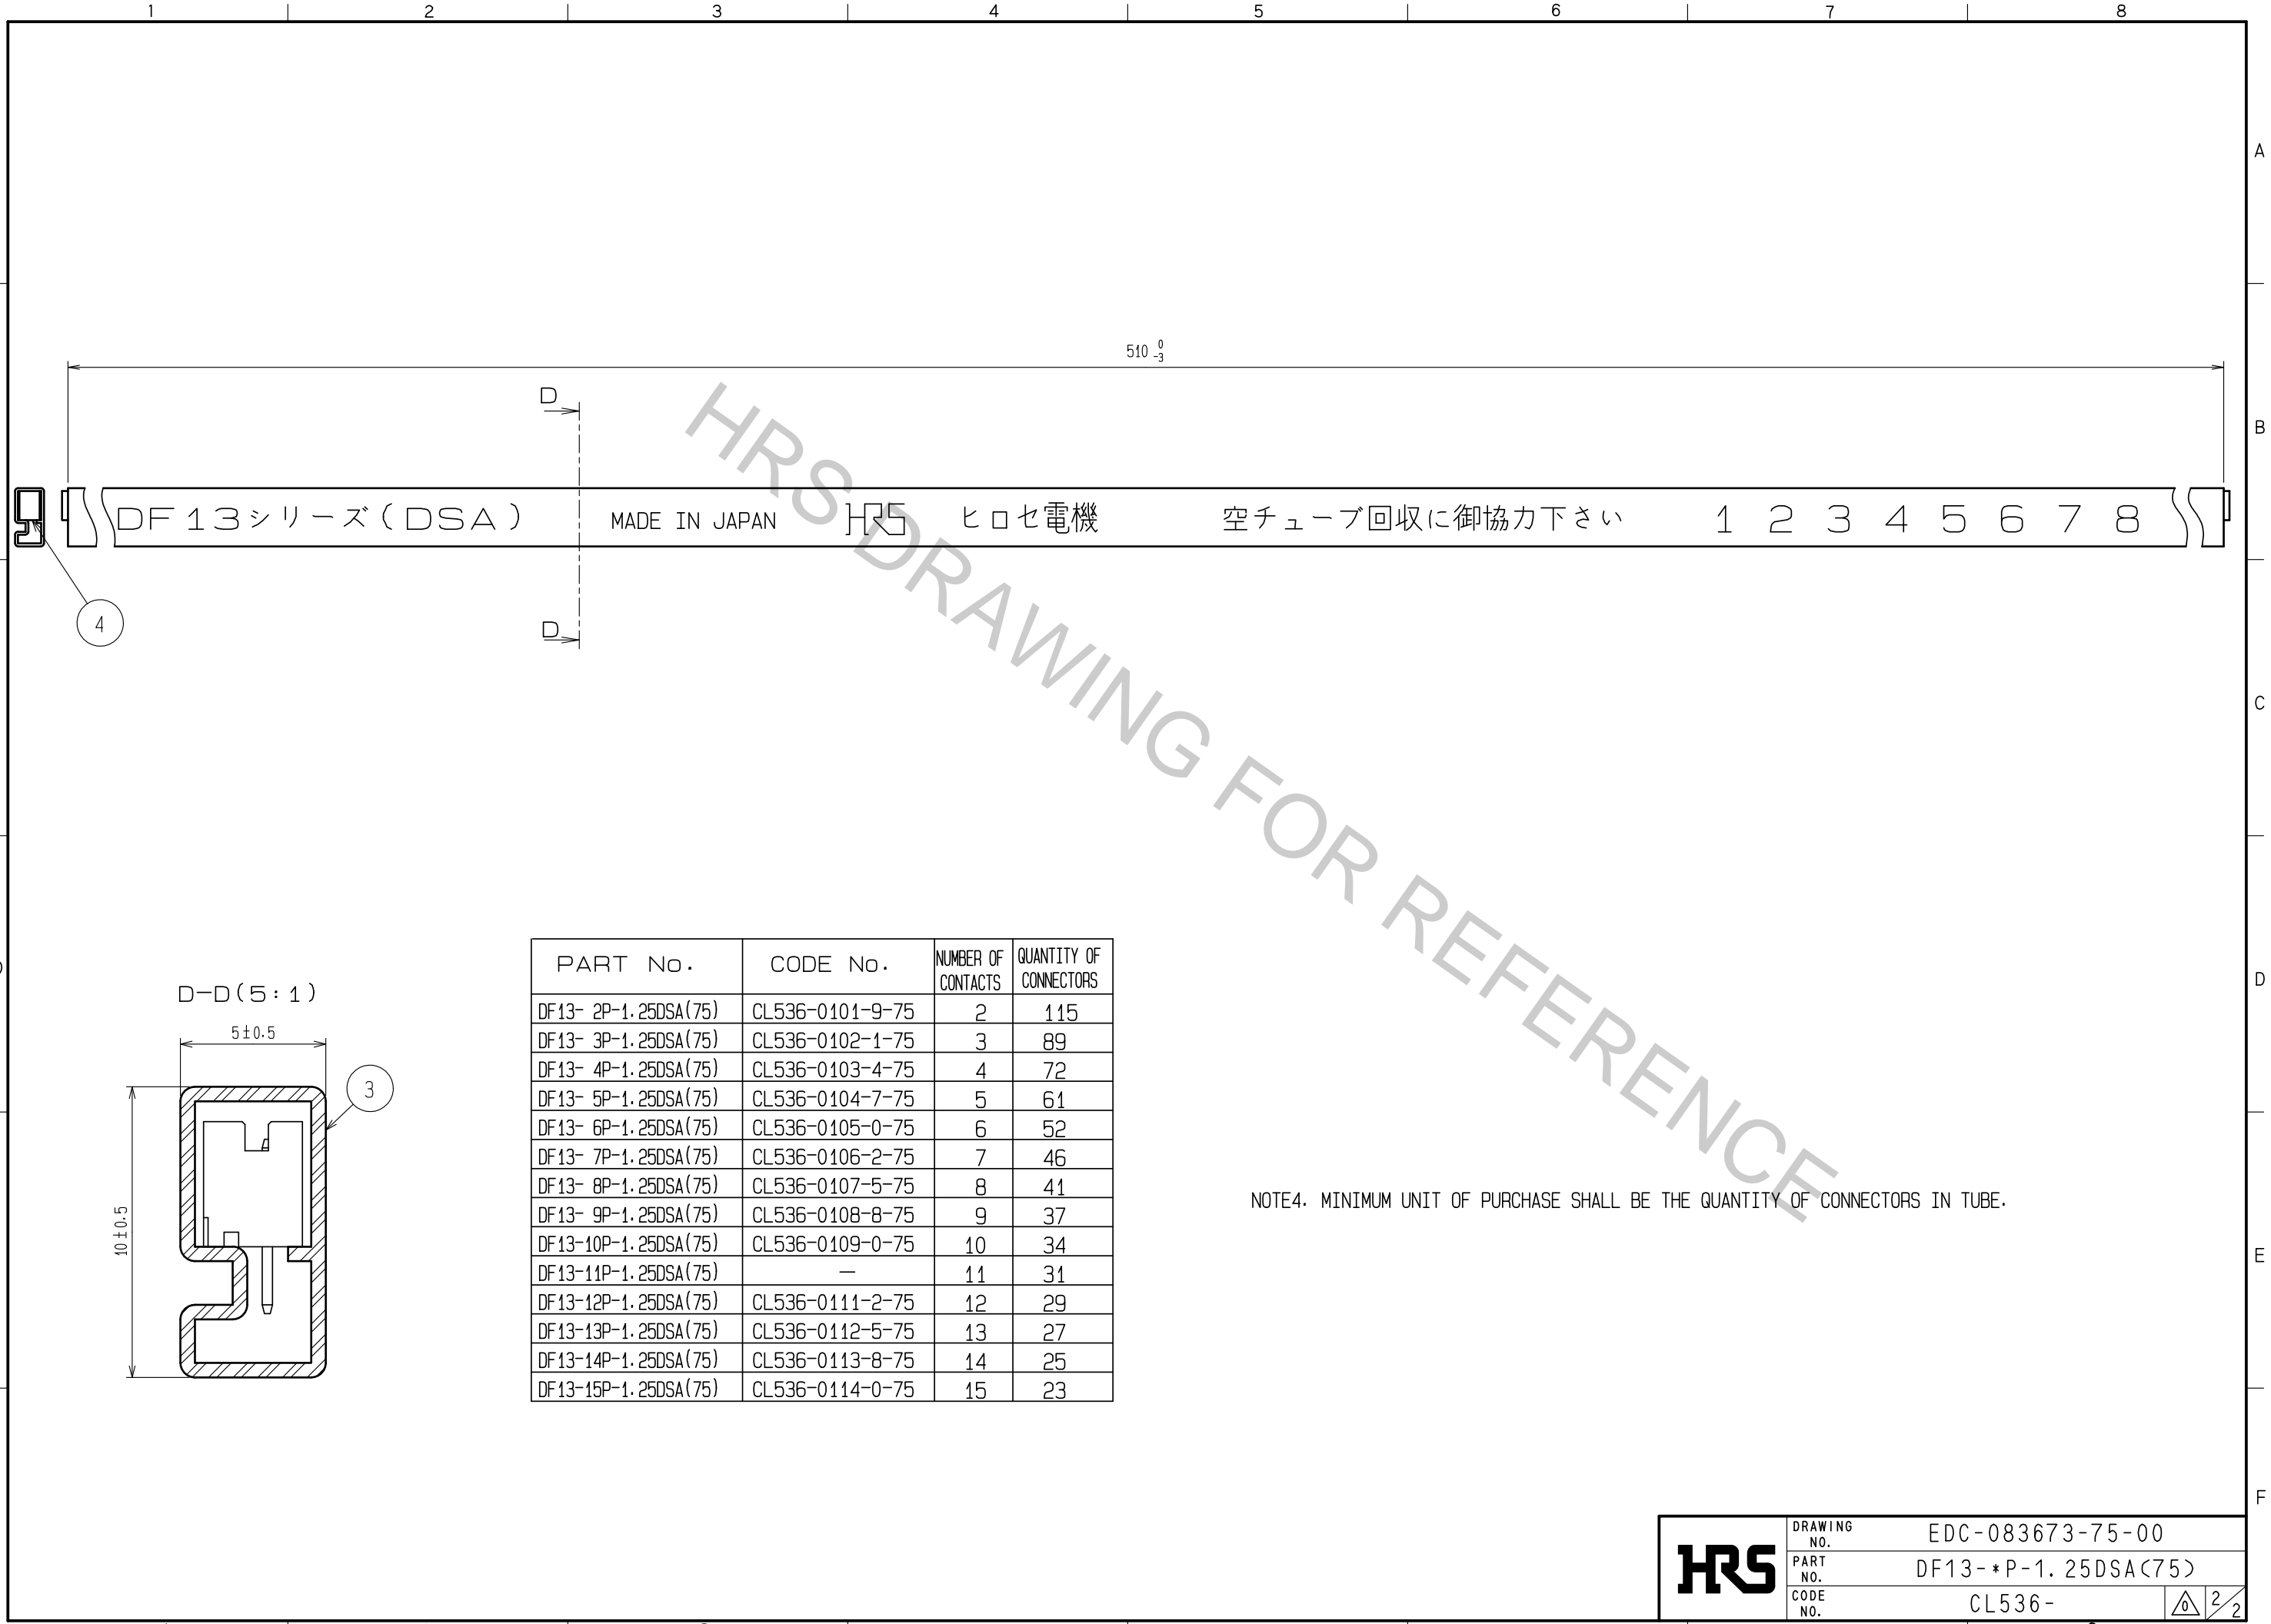 1 2 3 4 5 6 7 8
A
510 0 -3
D
B
DF13シリーズ(DSA) MADE IN JAPAN HRS ヒロセ電機 空チューブ回収に御協力下さい 1 2 3 4 5 6 7 8
4
D
C
HRS DRAWING FOR REFERENCE
D
D-D(5:1)
5±0.5
3
10±0.5
PART No. CODE No. NUMBER OF CONTACTS QUANTITY OF CONNECTORS
DF13- 2P-1.25DSA(75) CL536-0101-9-75 2 115
DF13- 3P-1.25DSA(75) CL536-0102-1-75 3 89
DF13- 4P-1.25DSA(75) CL536-0103-4-75 4 72
DF13- 5P-1.25DSA(75) CL536-0104-7-75 5 61
DF13- 6P-1.25DSA(75) CL536-0105-0-75 6 52
DF13- 7P-1.25DSA(75) CL536-0106-2-75 7 46
DF13- 8P-1.25DSA(75) CL536-0107-5-75 8 41
DF13- 9P-1.25DSA(75) CL536-0108-8-75 9 37
DF13-10P-1.25DSA(75) CL536-0109-0-75 10 34
DF13-11P-1.25DSA(75) — 11 31
DF13-12P-1.25DSA(75) CL536-0111-2-75 12 29
DF13-13P-1.25DSA(75) CL536-0112-5-75 13 27
DF13-14P-1.25DSA(75) CL536-0113-8-75 14 25
DF13-15P-1.25DSA(75) CL536-0114-0-75 15 23
NOTE4. MINIMUM UNIT OF PURCHASE SHALL BE THE QUANTITY OF CONNECTORS IN TUBE.
E
F
HRS
DRAWING NO. EDC-083673-75-00
PART NO. DF13-*P-1.25DSA(75)
CODE NO. CL536- 0 2/2